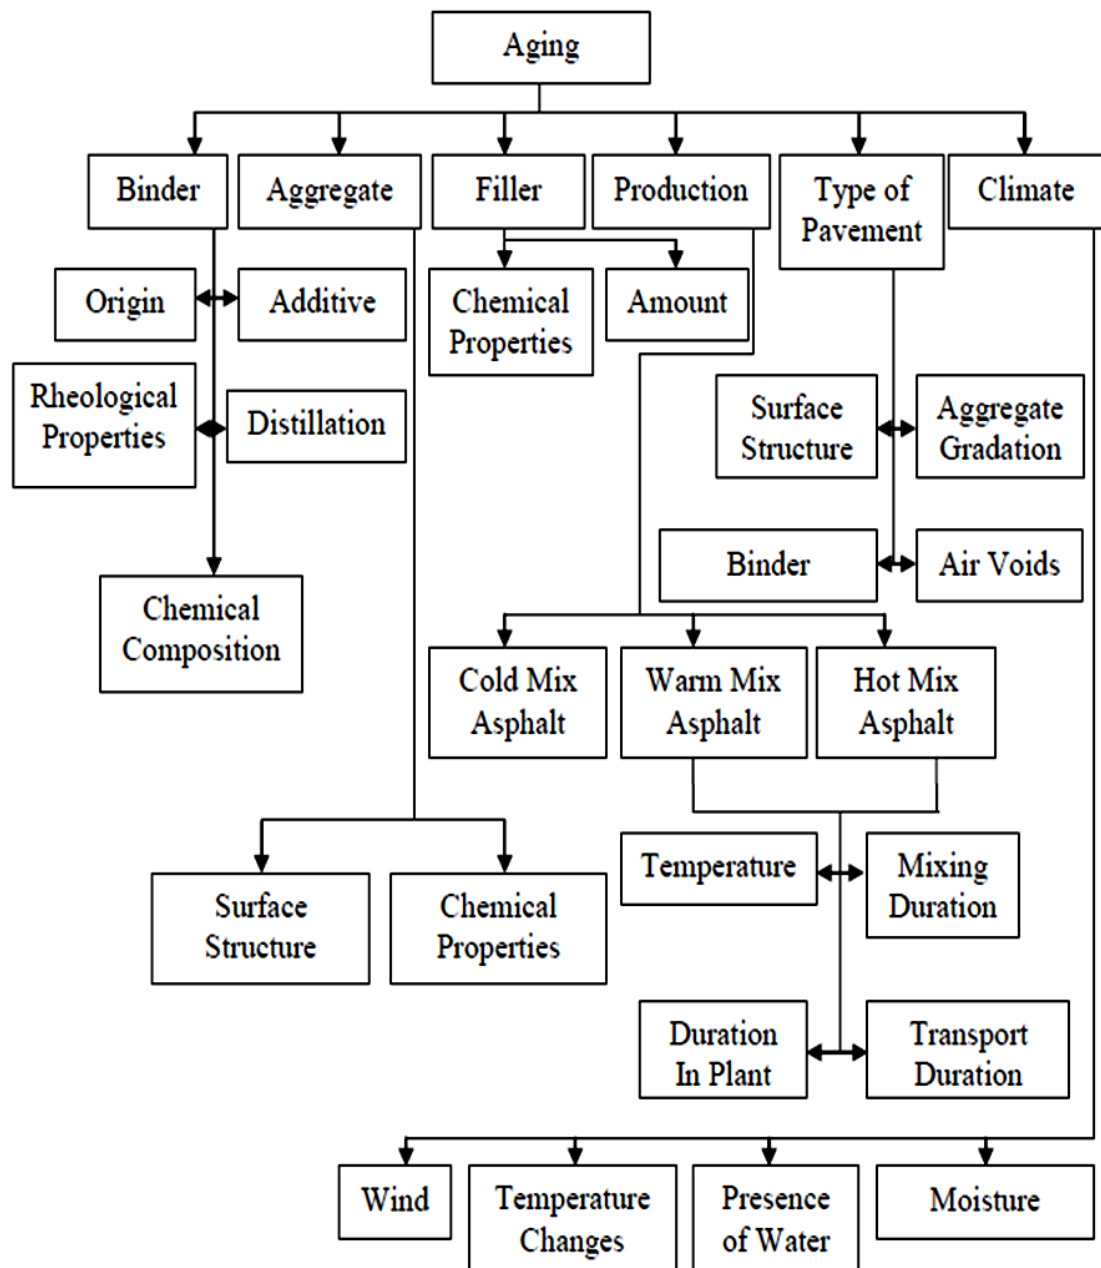 Aging
Binder
Aggregate
Filler
Production
Type of
Pavement
Climate
Origin
Additive
Chemical
Properties
Amount
Rheological
Properties
Distillation
Surface
Structure
Aggregate
Gradation
Binder
Air Voids
Chemical
Composition
Cold Mix
Asphalt
Warm Mix
Asphalt
Hot Mix
Asphalt
Temperature
Mixing
Duration
Surface
Structure
Chemical
Properties
Duration
In Plant
Transport
Duration
Wind
Temperature
Changes
Presence
of Water
Moisture